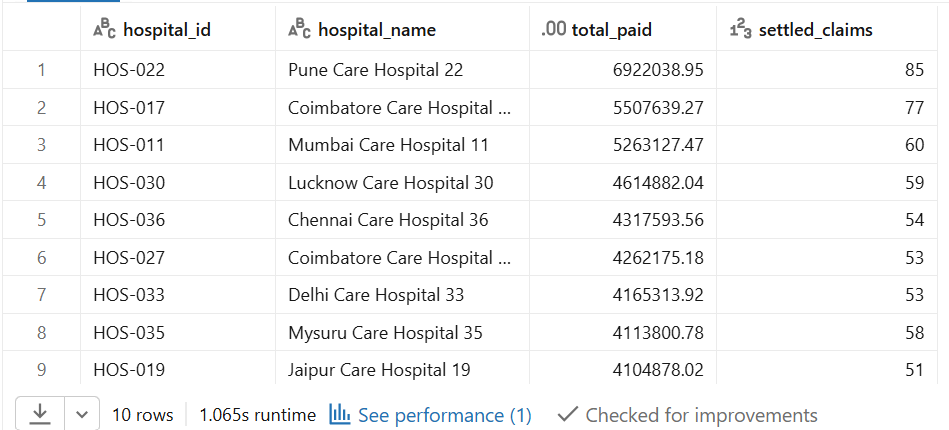 ABC hospital_id ABC hospital_name .00 total_paid 123 settled_claims
1 HOS-022 Pune Care Hospital 22 6922038.95 85
2 HOS-017 Coimbatore Care Hospital ... 5507639.27 77
3 HOS-011 Mumbai Care Hospital 11 5263127.47 60
4 HOS-030 Lucknow Care Hospital 30 4614882.04 59
5 HOS-036 Chennai Care Hospital 36 4317593.56 54
6 HOS-027 Coimbatore Care Hospital ... 4262175.18 53
7 HOS-033 Delhi Care Hospital 33 4165313.92 53
8 HOS-035 Mysuru Care Hospital 35 4113800.78 58
9 HOS-019 Jaipur Care Hospital 19 4104878.02 51
10 rows 1.065s runtime See performance (1) Checked for improvements